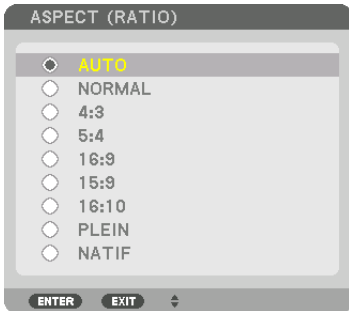 ASPECT (RATIO)
AUTO
NORMAL
4:3
5:4
16:9
15:9
16:10
PLEIN
NATIF
ENTER EXIT